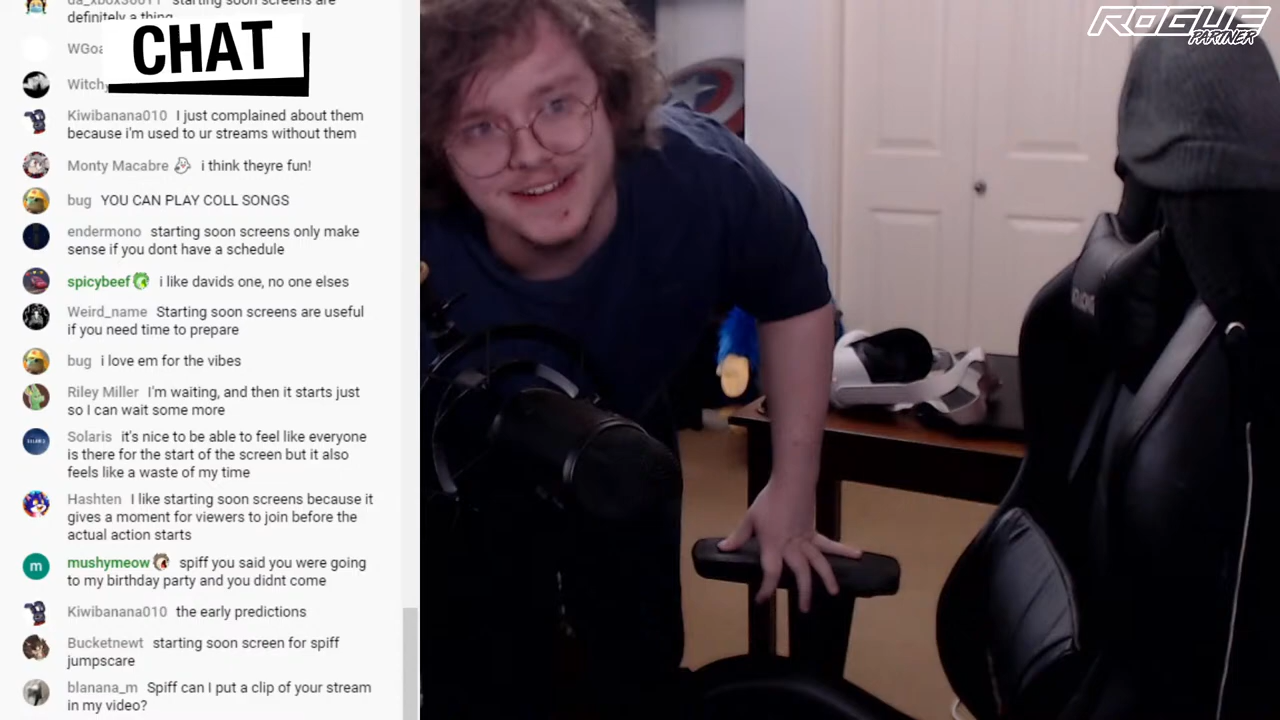 starting soon screens are
definitely a thing
CHAT
ROGUE
PARTNER
WGoa
Witchy
Kiwibanana010 I just complained about them
because i'm used to ur streams without them
Monty Macabre i think theyre fun!
bug YOU CAN PLAY COLL SONGS
endermono starting soon screens only make
sense if you dont have a schedule
spicybeef i like davids one, no one elses
Weird_name Starting soon screens are useful
if you need time to prepare
bug i love em for the vibes
Riley Miller I'm waiting, and then it starts just
so I can wait some more
Solaris it's nice to be able to feel like everyone
is there for the start of the screen but it also
feels like a waste of my time
Hashten I like starting soon screens because it
gives a moment for viewers to join before the
actual action starts
m
mushymeow spiff you said you were going
to my birthday party and you didnt come
Kiwibanana010 the early predictions
Bucketnewt starting soon screen for spiff
jumpscare
blanana_m Spiff can I put a clip of your stream
in my video?